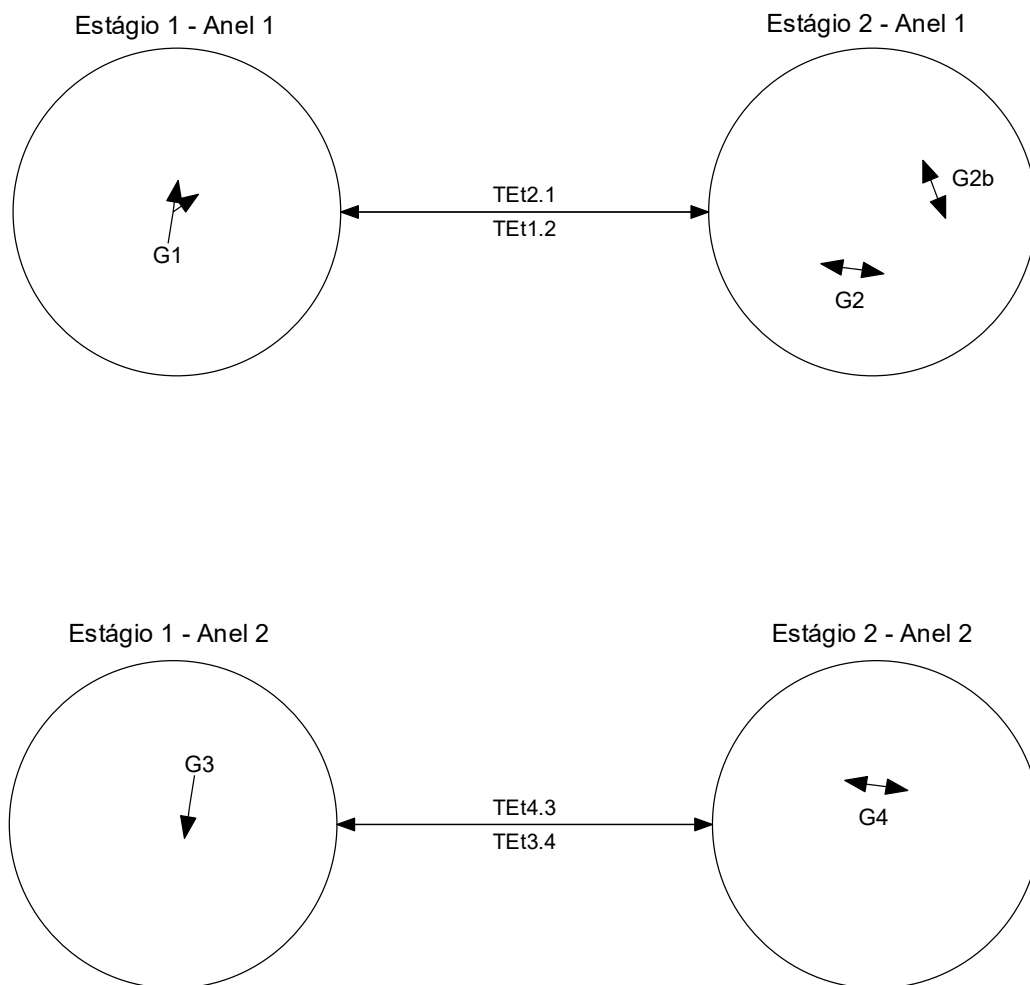 Estágio 1 - Anel 1
Estágio 2 - Anel 1
TEt2.1
TEt1.2
G1
G2b
G2
Estágio 1 - Anel 2
Estágio 2 - Anel 2
G3
TEt4.3
TEt3.4
G4